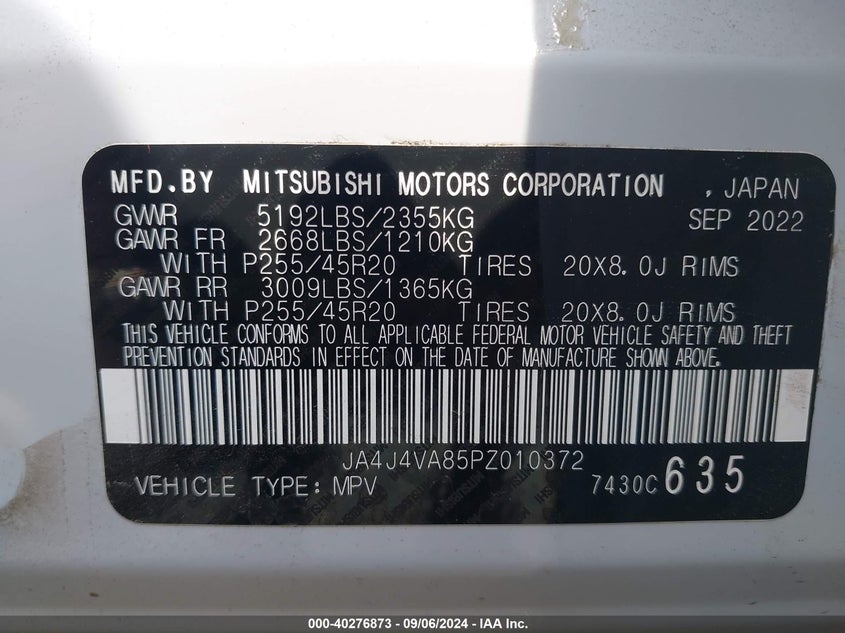 MFD.BY MITSUBISHI MOTORS CORPORATION , JAPAN
GVWR 5192LBS/2355KG SEP 2022
GAWR FR 2668LBS/1210KG
WITH P255/45R20 TIRES 20X8.0J RIMS
GAWR RR 3009LBS/1365KG
WITH P255/45R20 TIRES 20X8.0J RIMS
THIS VEHICLE CONFORMS TO ALL APPLICABLE FEDERAL MOTOR VEHICLE SAFETY AND THEFT
PREVENTION STANDARDS IN EFFECT ON THE DATE OF MANUFACTURE SHOWN ABOVE.
JA4J4VA85PZ010372
VEHICLE TYPE: MPV 7430C 635
000-40276873 - 09/06/2024 - IAA Inc.